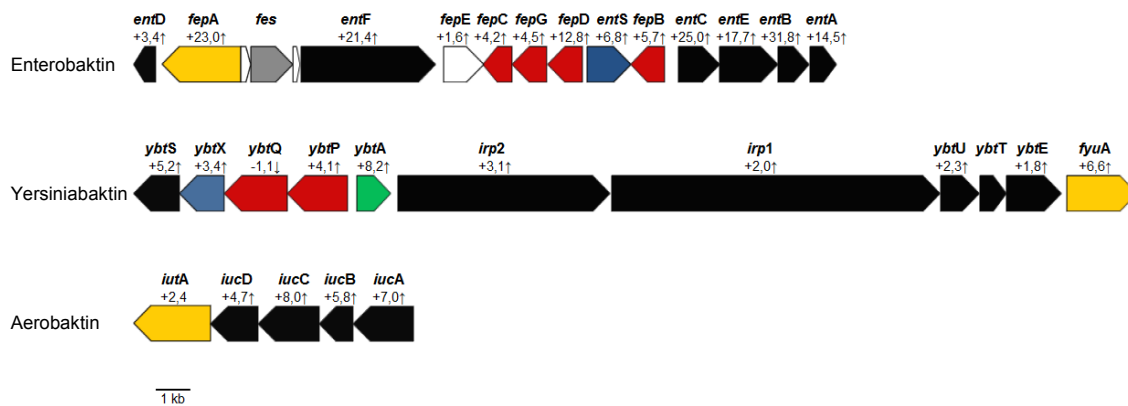 entD fepA fes entF fepE fepC fepG fepD entS fepB entC entE entB entA
+3,4↑ +23,0↑ +21,4↑ +1,6↑ +4,2↑ +4,5↑ +12,8↑ +6,8↑ +5,7↑ +25,0↑ +17,7↑ +31,8↑ +14,5↑
Enterobaktin
ybtS ybtX ybtQ ybtP ybtA irp2 irp1 ybtU ybtT ybtE fyuA
+5,2↑ +3,4↑ -1,1↓ +4,1↑ +8,2↑ +3,1↑ +2,0↑ +2,3↑ +1,8↑ +6,6↑
Yersiniabaktin
iutA iucD iucC iucB iucA
+2,4 +4,7↑ +8,0↑ +5,8↑ +7,0↑
Aerobaktin
1 kb